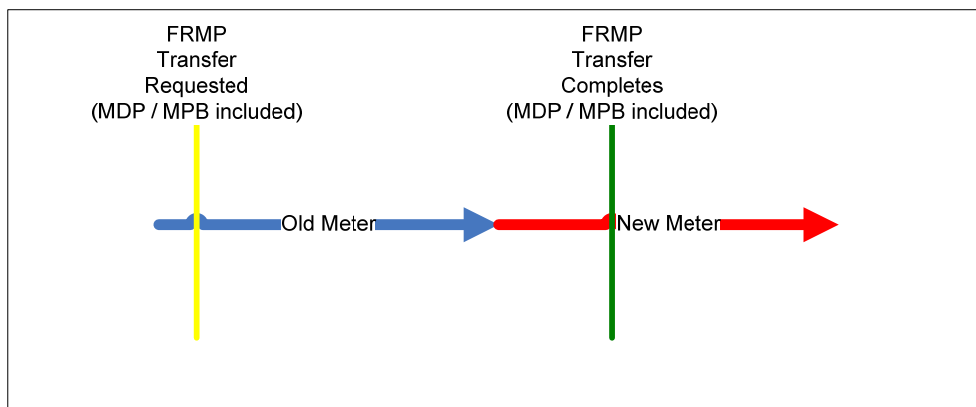 FRMP
Transfer
Requested
(MDP / MPB included)
FRMP
Transfer
Completes
(MDP / MPB included)
Old Meter
New Meter